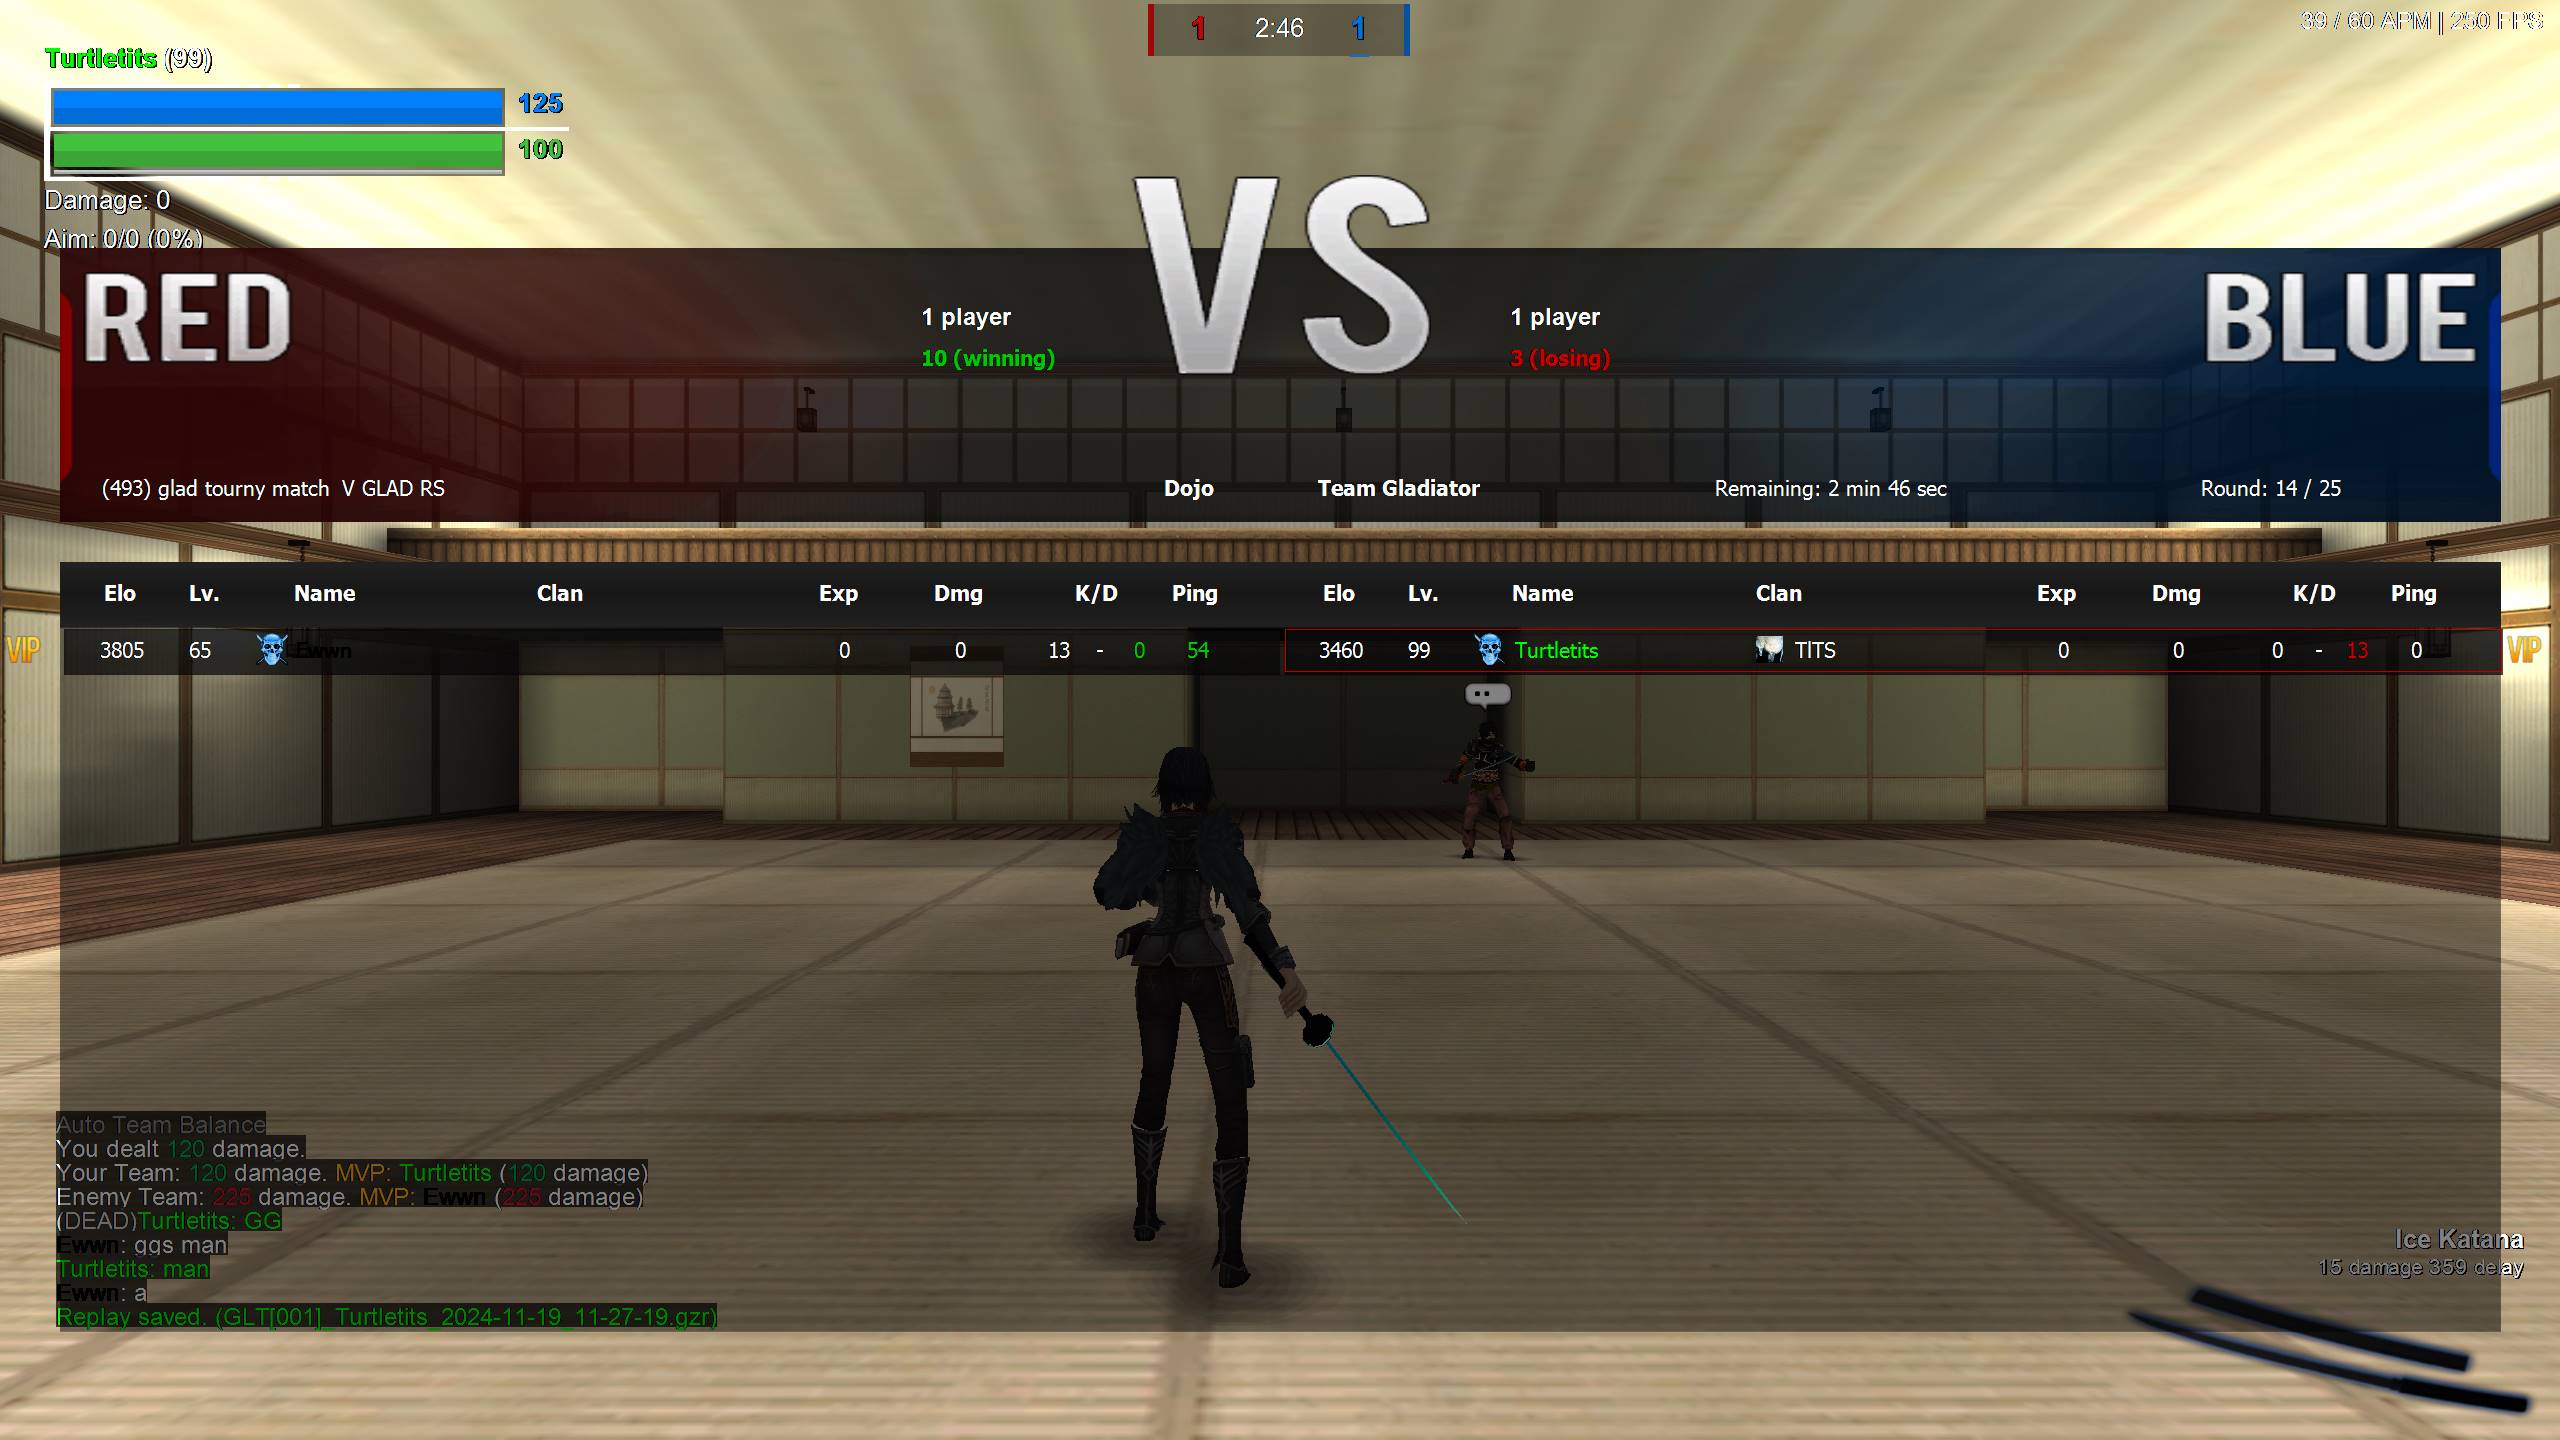 1 2:46 1
39 / 60 APM | 250 FPS
Turtletits (99)
125
100
Damage: 0
Aim: 0/0 (0%)
VS
RED
BLUE
1 player
1 player
10 (winning)
3 (losing)
(493) glad tourny match V GLAD RS
Dojo
Team Gladiator
Remaining: 2 min 46 sec
Round: 14 / 25
Elo Lv. Name Clan Exp Dmg K/D Ping Elo Lv. Name Clan Exp Dmg K/D Ping
VIP 3805 65 Ewwn 0 0 13 - 0 54 3460 99 Turtletits TITS 0 0 0 - 13 0 VIP
Auto Team Balance
You dealt 120 damage.
Your Team: 120 damage. MVP: Turtletits (120 damage)
Enemy Team: 225 damage. MVP: Ewwn (225 damage)
(DEAD)Turtletits: GG
Ewwn: ggs man
Turtletits: man
Ewwn: a
Replay saved. (GLT[001]_Turtletits_2024-11-19_11-27-19.gzr)
Ice Katana
15 damage 359 delay